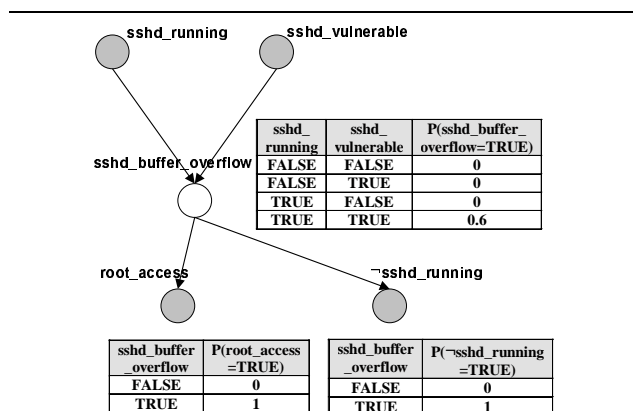 sshd_running
sshd_vulnerable
sshd_ running sshd_ vulnerable P(sshd_buffer_ overflow=TRUE)
FALSE FALSE 0
FALSE TRUE 0
TRUE FALSE 0
TRUE TRUE 0.6
sshd_buffer_overflow
root_access
¬sshd_running
sshd_buffer _overflow P(root_access =TRUE)
FALSE 0
TRUE 1
sshd_buffer _overflow P(¬sshd_running =TRUE)
FALSE 0
TRUE 1